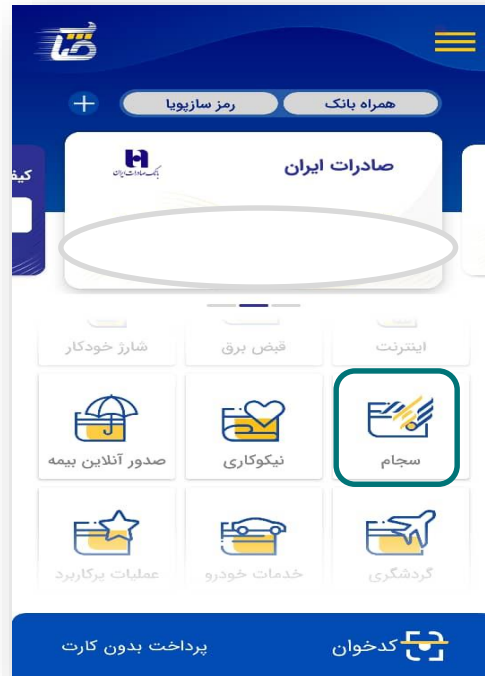 همراه بانک رمز سازپویا
صادرات ایران
بانک صادرات ایران
کیف
اینترنت قبض برق شارژ خودکار
سجام نیکوکاری صدور آنلاین بیمه
گردشگری خدمات خودرو عملیات پرکاربرد
کدخوان پرداخت بدون کارت